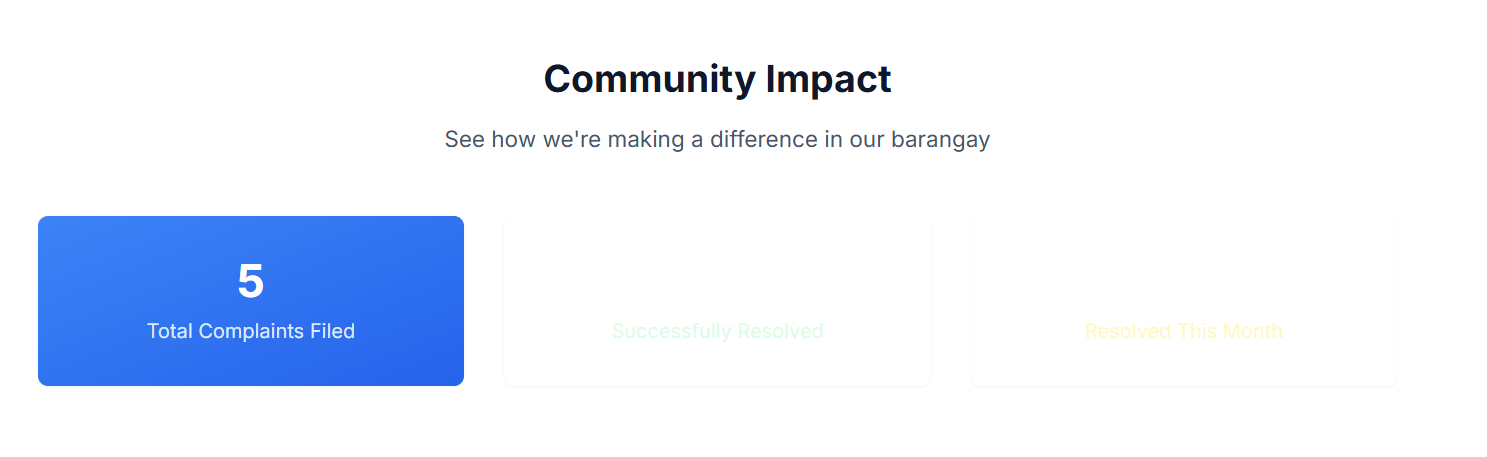 Community Impact
See how we're making a difference in our barangay
5
Total Complaints Filed
Successfully Resolved
Resolved This Month